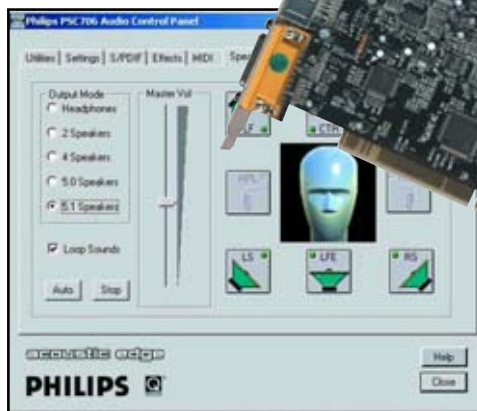 Philips PSC706 Audio Control Panel
Utilities Settings S/PDIF Effects MIDI
Output Mode
Master Vol
Headphones
2 Speakers
4 Speakers
5.0 Speakers
5.1 Speakers
Loop Sounds
Auto Stop
LS LFE RS
acoustic edge
PHILIPS Q
Help
Close